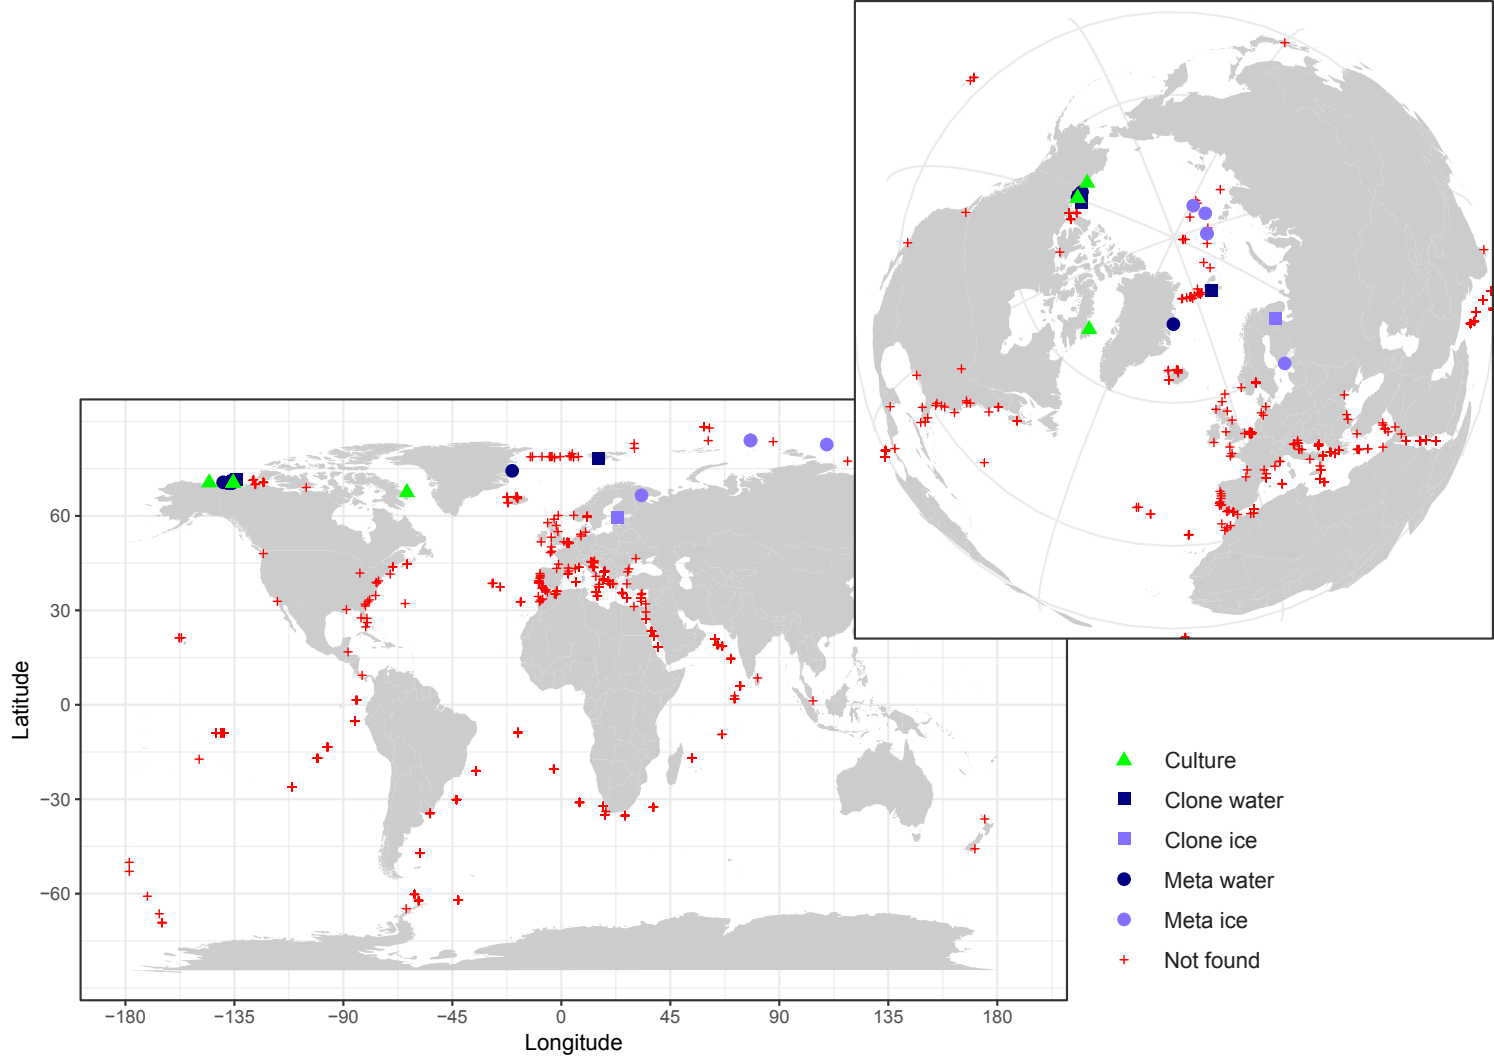 60
30
0
−30
−60
Latitude
−180
−135
−90
−45
0
45
90
135
180
Longitude
Culture
Clone water
Clone ice
Meta water
Meta ice
Not found